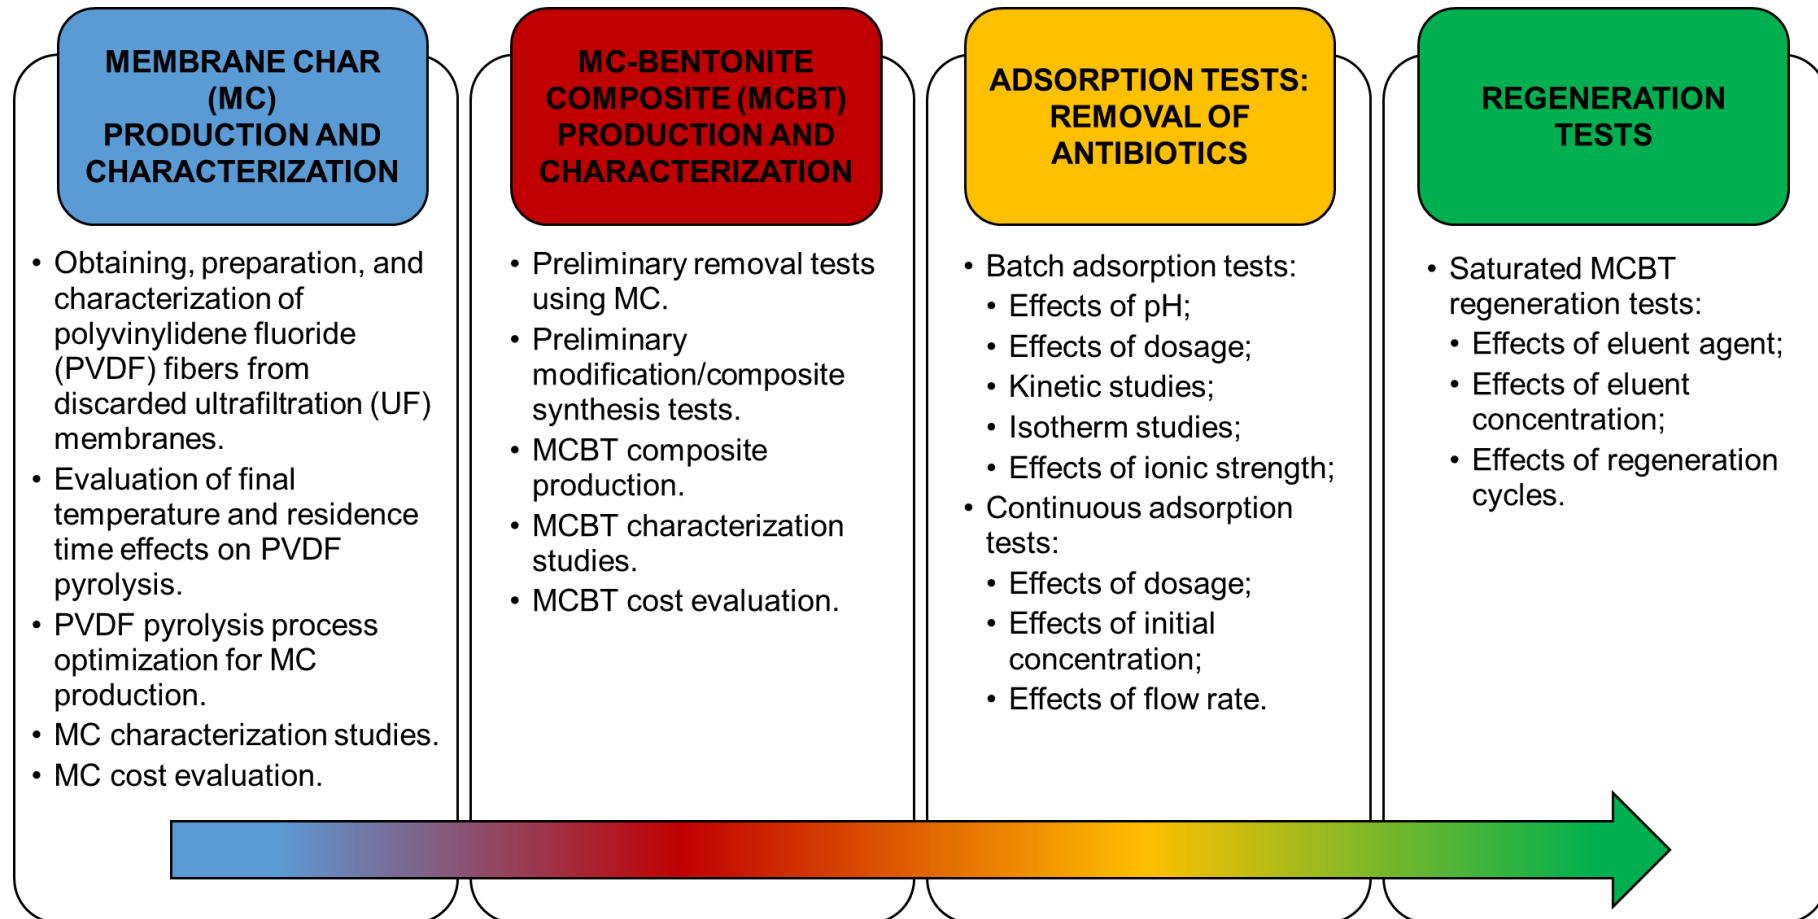 MEMBRANE CHAR
(MC)
PRODUCTION AND
CHARACTERIZATION
• Obtaining, preparation, and
characterization of
polyvinylidene fluoride
(PVDF) fibers from
discarded ultrafiltration (UF)
membranes.
• Evaluation of final
temperature and residence
time effects on PVDF
pyrolysis.
• PVDF pyrolysis process
optimization for MC
production.
• MC characterization studies.
• MC cost evaluation.
MC-BENTONITE
COMPOSITE (MCBT)
PRODUCTION AND
CHARACTERIZATION
• Preliminary removal tests
using MC.
• Preliminary
modification/composite
synthesis tests.
• MCBT composite
production.
• MCBT characterization
studies.
• MCBT cost evaluation.
ADSORPTION TESTS:
REMOVAL OF
ANTIBIOTICS
• Batch adsorption tests:
• Effects of pH;
• Effects of dosage;
• Kinetic studies;
• Isotherm studies;
• Effects of ionic strength;
• Continuous adsorption
tests:
• Effects of dosage;
• Effects of initial
concentration;
• Effects of flow rate.
REGENERATION
TESTS
• Saturated MCBT
regeneration tests:
• Effects of eluent agent;
• Effects of eluent
concentration;
• Effects of regeneration
cycles.